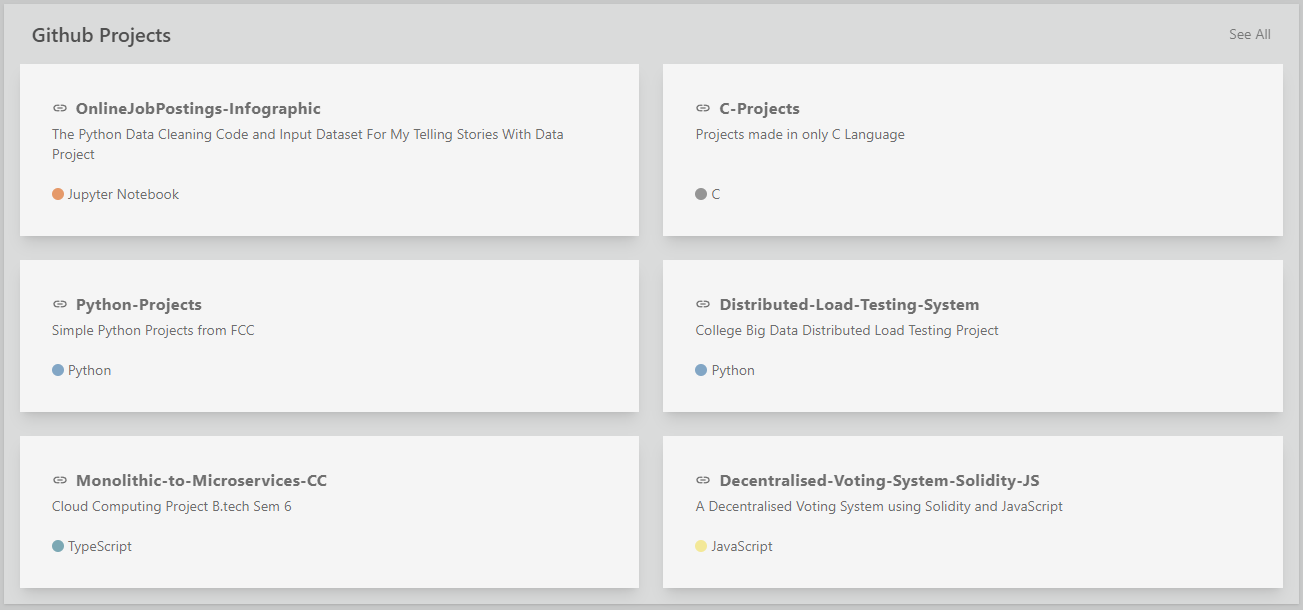 Github Projects
See All
OnlineJobPostings-Infographic
The Python Data Cleaning Code and Input Dataset For My Telling Stories With Data
Project
Jupyter Notebook
C-Projects
Projects made in only C Language
C
Python-Projects
Simple Python Projects from FCC
Python
Distributed-Load-Testing-System
College Big Data Distributed Load Testing Project
Python
Monolithic-to-Microservices-CC
Cloud Computing Project B.tech Sem 6
TypeScript
Decentralised-Voting-System-Solidity-JS
A Decentralised Voting System using Solidity and JavaScript
JavaScript